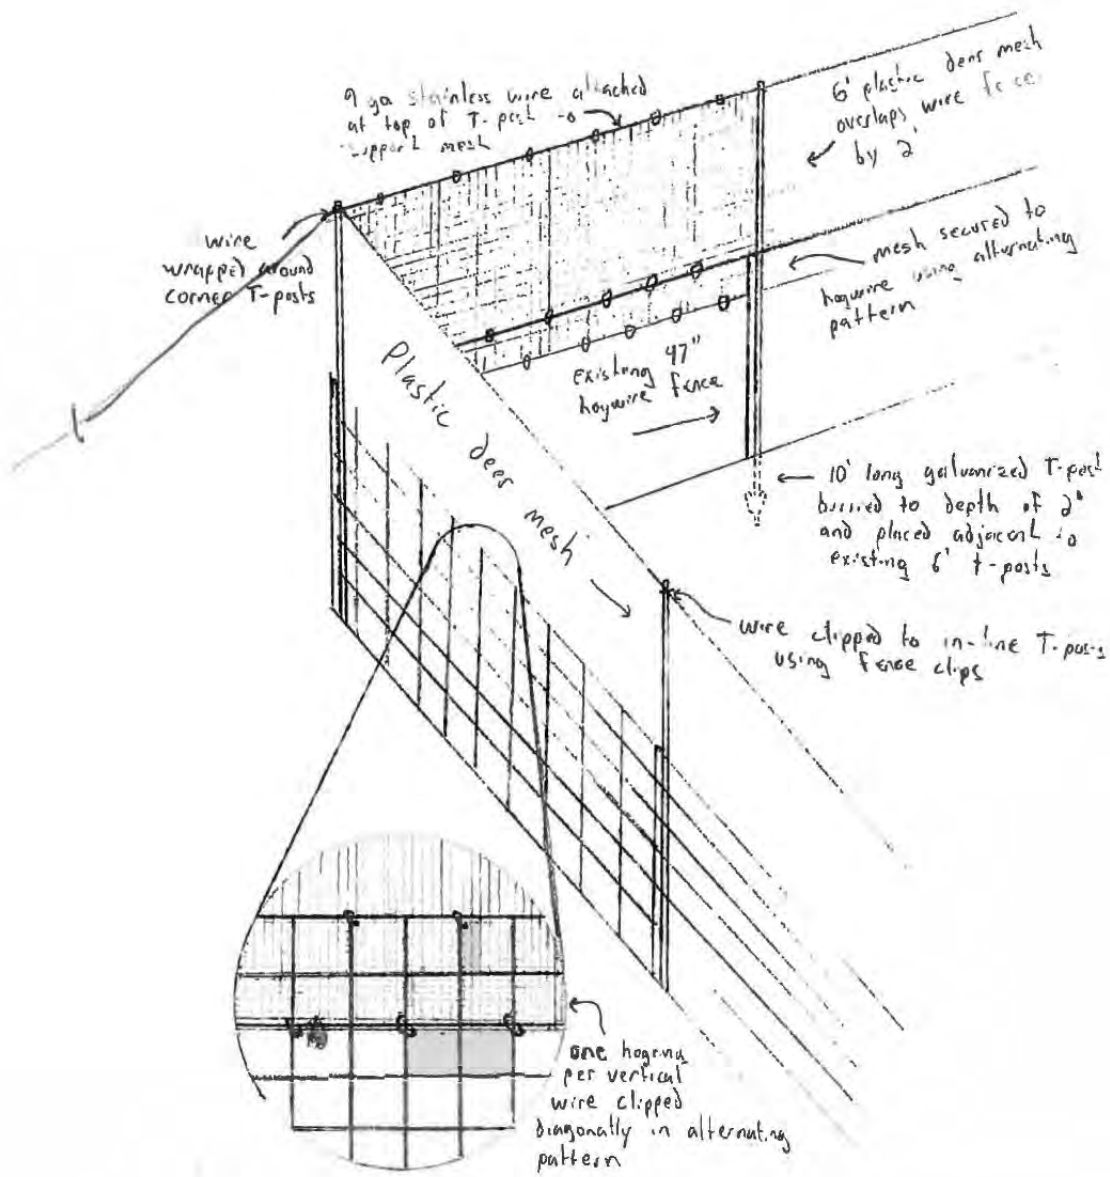 9 ga stainless wire attached
at top of T-post to
support mesh
6' plastic deer mesh
overlaps wire fence
by 2'
wire
wrapped around
corner T-posts
mesh secured to
hogwire using alternating
pattern
Plastic deer mesh
existing 47"
hogwire fence
10' long galvanized T-post
burried to depth of 2'
and placed adjacent to
existing 6' t-posts
wire clipped to in-line T-posts
using fence clips
one hogring
per vertical
wire clipped
diagonally in alternating
pattern